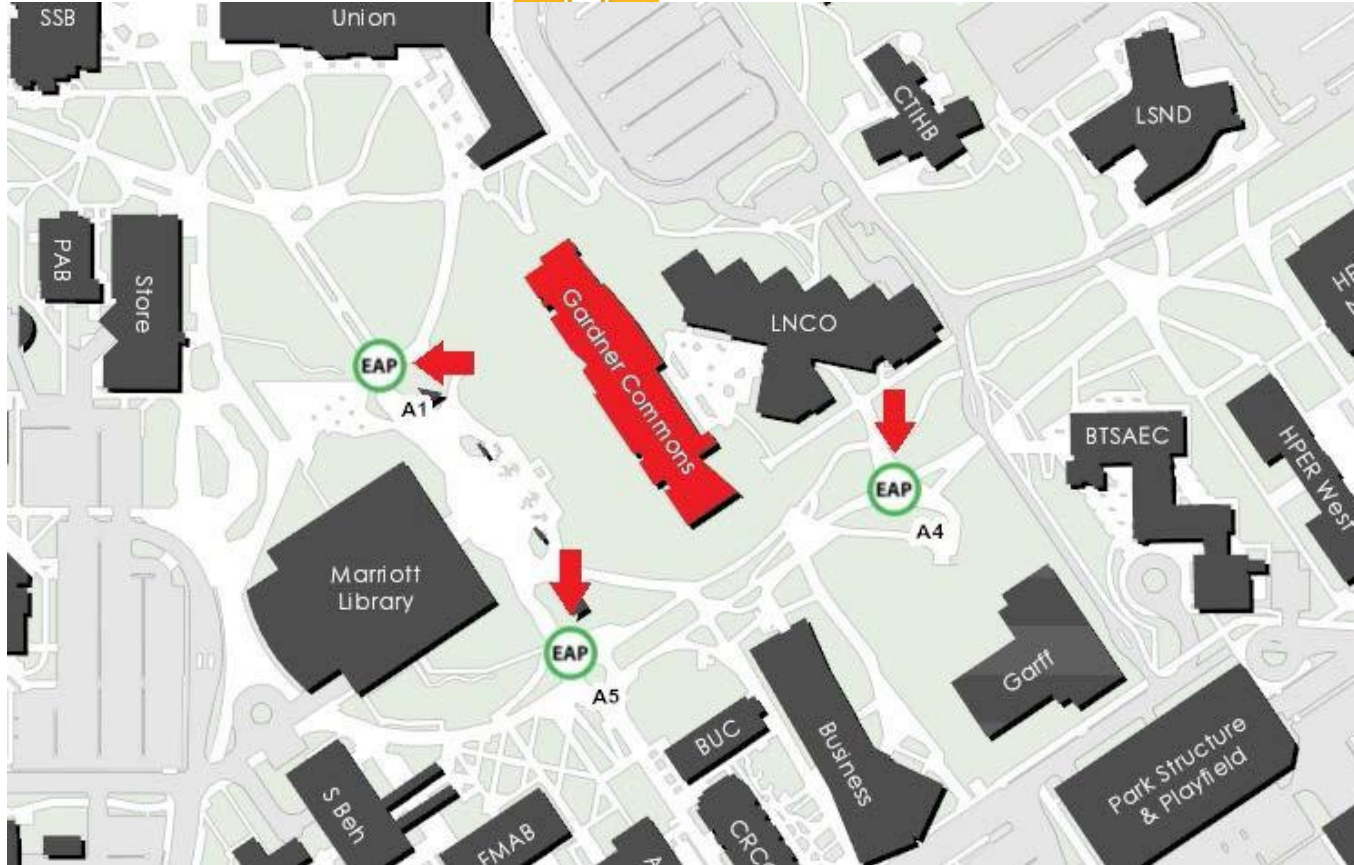 SSB
Union
CTIHB
LSND
PAB
Store
Gardner Commons
LNCO
EAP
A1
BTSAEC
HPER West
EAP
A4
Marriott
Library
EAP
A5
Garff
BUC
Business
Park Structure
& Playfield
S Beh
FMAB